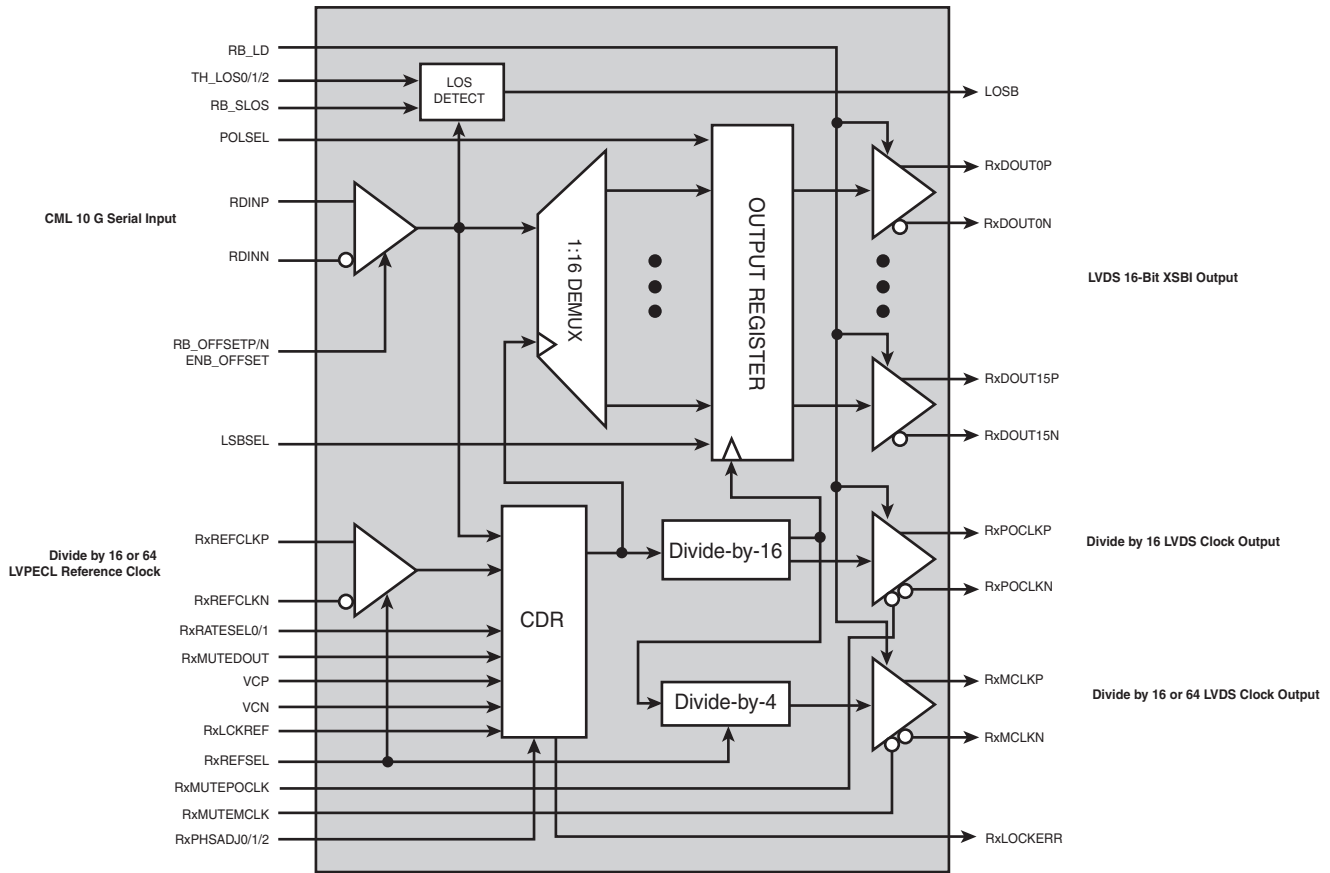 RB_LD
TH_LOS0/1/2
RB_SLOS
POLSEL
CML 10 G Serial Input
RDINP
RDINN
RB_OFFSETP/N
ENB_OFFSET
LSBSEL
Divide by 16 or 64
LVPECL Reference Clock
RxREFCLKP
RxREFCLKN
RxRATESEL0/1
RxMUTEDOUT
VCP
VCN
RxLCKREF
RxREFSEL
RxMUTEPOCLK
RxMUTEMCLK
RxPHSADJ0/1/2
LOS
DETECT
1:16 DEMUX
OUTPUT REGISTER
CDR
Divide-by-16
Divide-by-4
LOSB
RxDOUT0P
RxDOUT0N
LVDS 16-Bit XSBI Output
RxDOUT15P
RxDOUT15N
RxPOCLKP
Divide by 16 LVDS Clock Output
RxPOCLKN
RxMCLKP
Divide by 16 or 64 LVDS Clock Output
RxMCLKN
RxLOCKERR